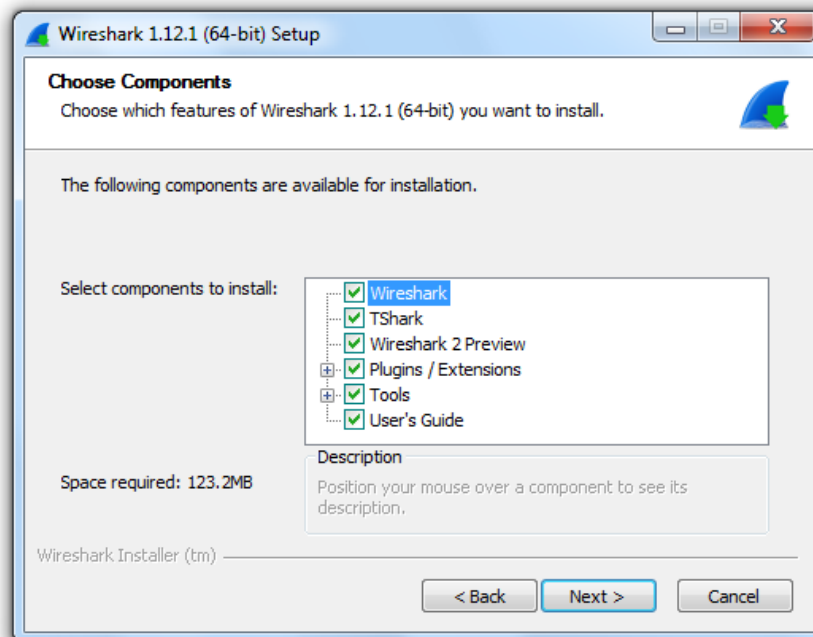 Wireshark 1.12.1 (64-bit) Setup
Choose Components
Choose which features of Wireshark 1.12.1 (64-bit) you want to install.
The following components are available for installation.
Select components to install:
Wireshark
TShark
Wireshark 2 Preview
Plugins / Extensions
Tools
User's Guide
Space required: 123.2MB
Description
Position your mouse over a component to see its
description.
Wireshark Installer (tm)
< Back
Next >
Cancel